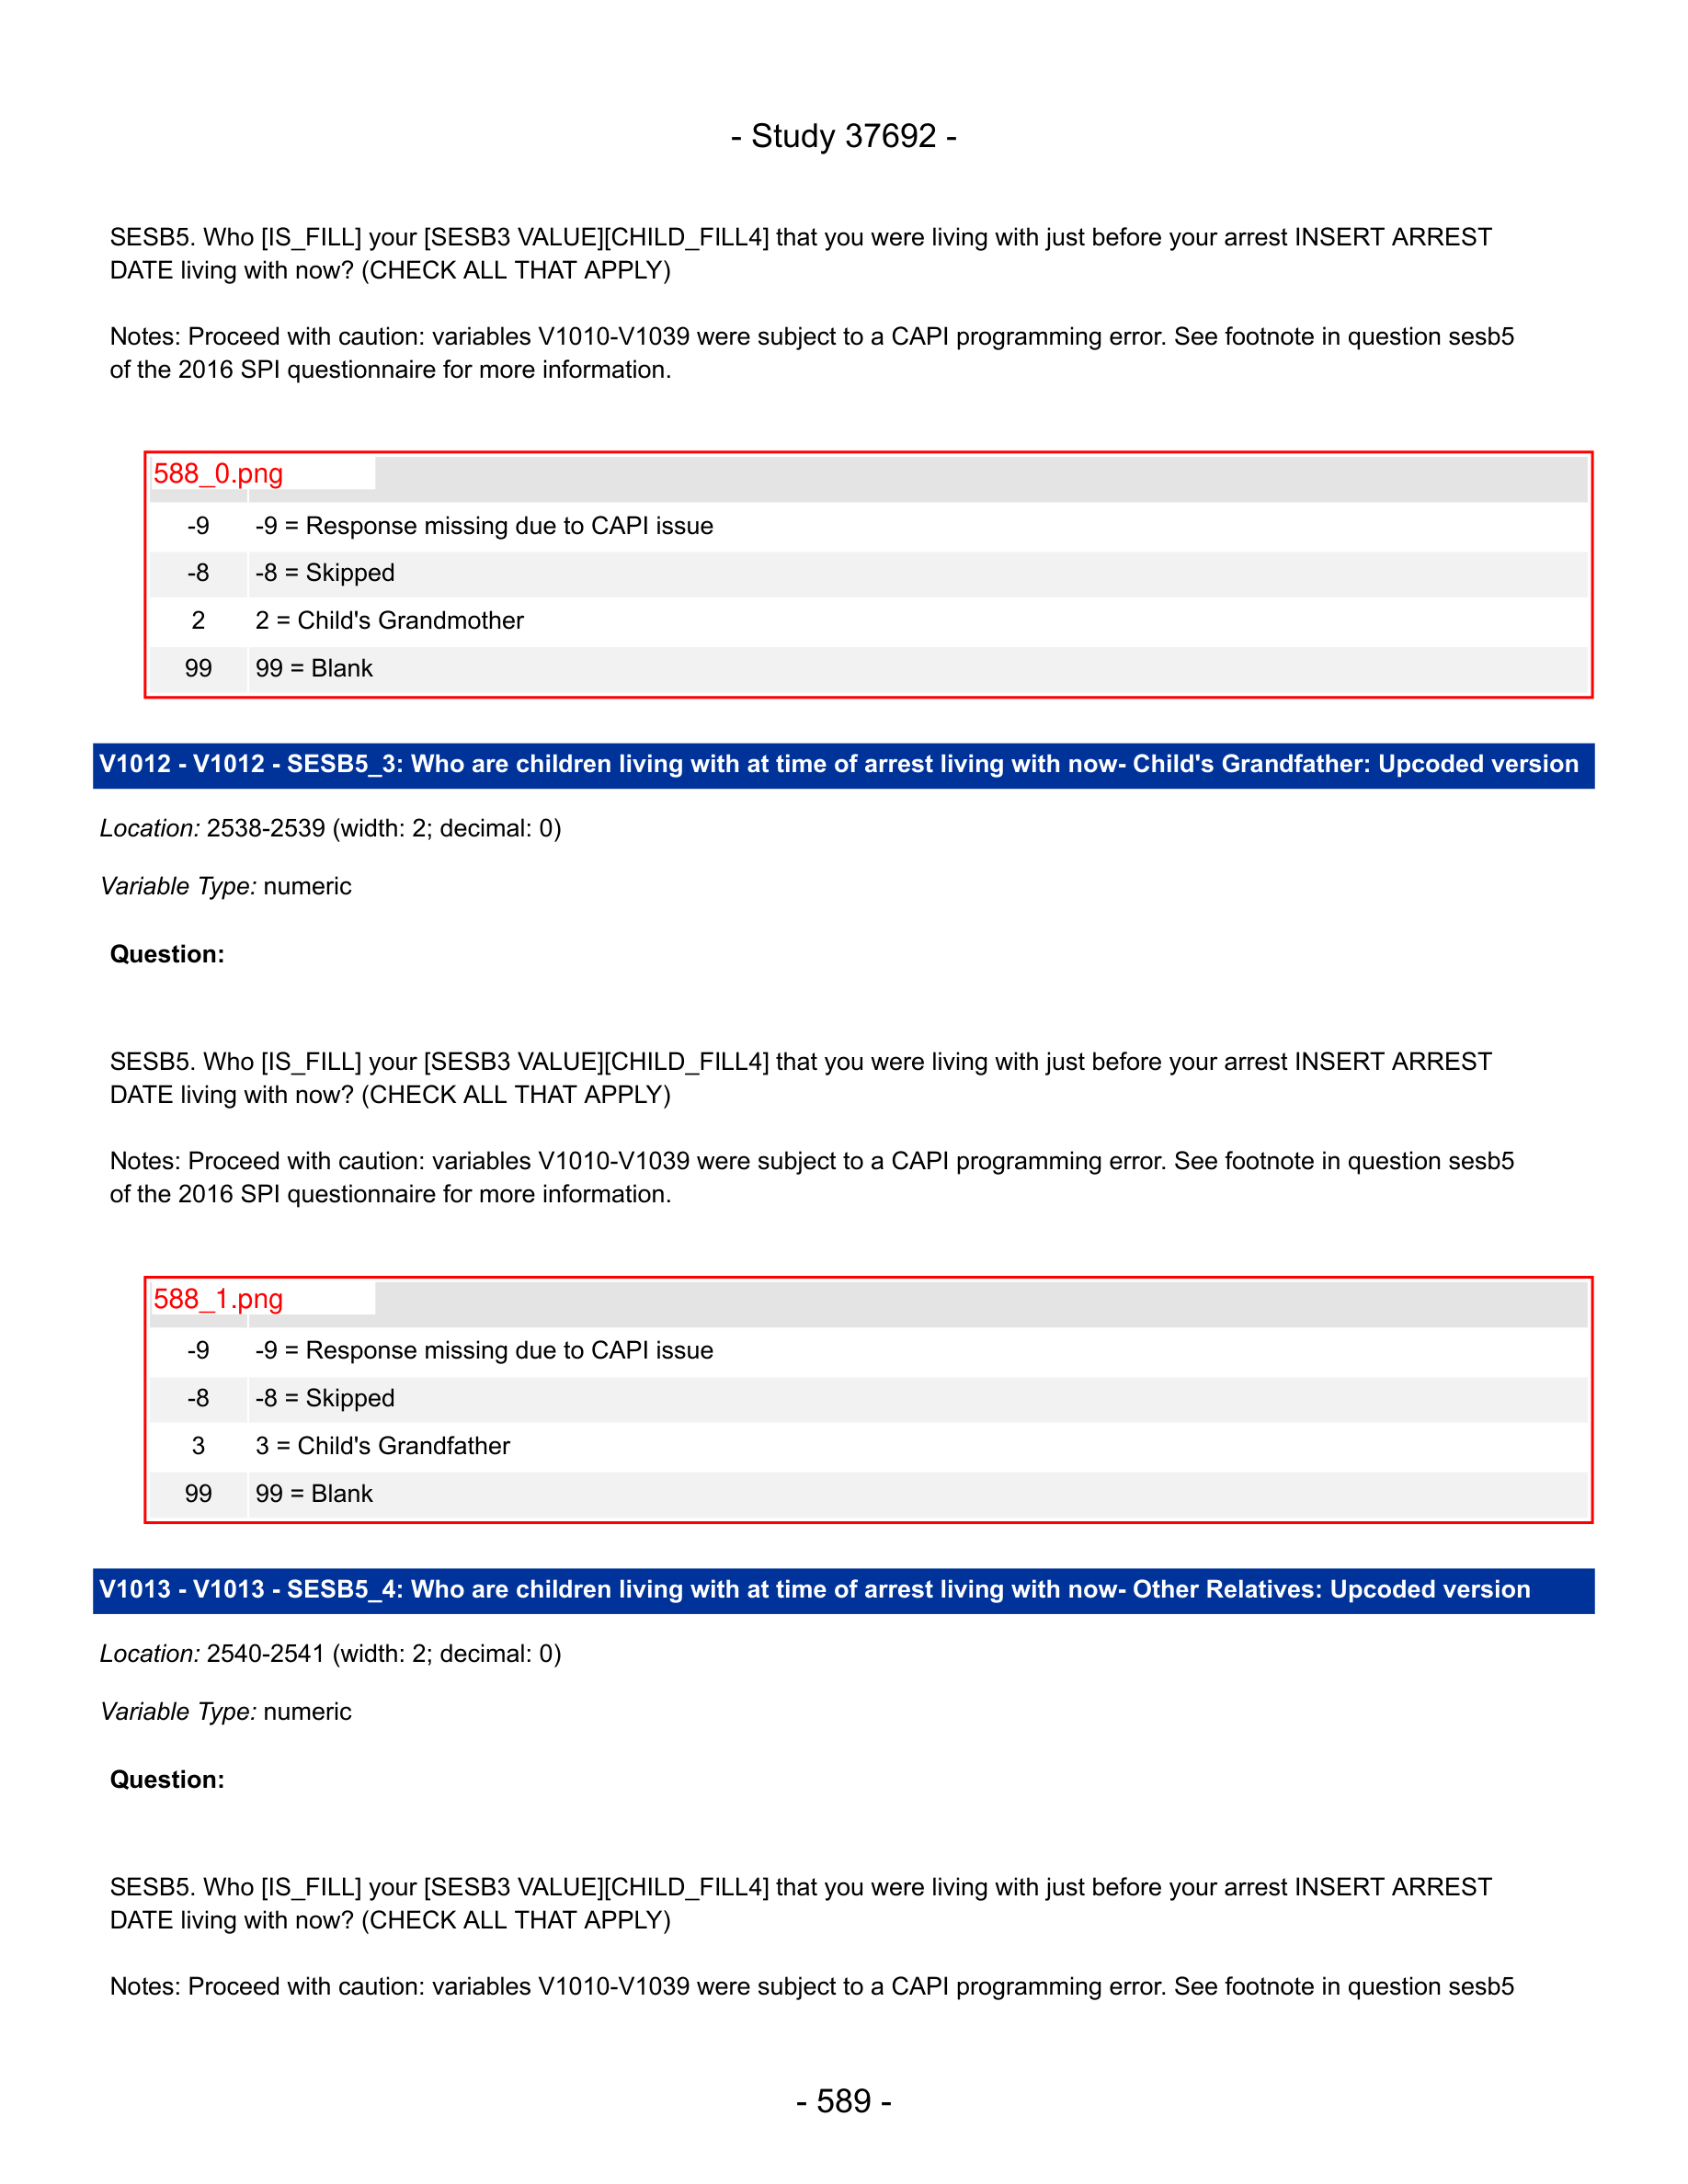 - Study 37692 -
SESB5. Who [IS_FILL] your [SESB3 VALUE][CHILD_FILL4] that you were living with just before your arrest INSERT ARREST
DATE living with now? (CHECK ALL THAT APPLY)
Notes: Proceed with caution: variables V1010-V1039 were subject to a CAPI programming error. See footnote in question sesb5
of the 2016 SPI questionnaire for more information.
588_0.png
-9 -9 = Response missing due to CAPI issue
-8 -8 = Skipped
2 2 = Child's Grandmother
99 99 = Blank
V1012 - V1012 - SESB5_3: Who are children living with at time of arrest living with now- Child's Grandfather: Upcoded version
Location: 2538-2539 (width: 2; decimal: 0)
Variable Type: numeric
Question:
SESB5. Who [IS_FILL] your [SESB3 VALUE][CHILD_FILL4] that you were living with just before your arrest INSERT ARREST
DATE living with now? (CHECK ALL THAT APPLY)
Notes: Proceed with caution: variables V1010-V1039 were subject to a CAPI programming error. See footnote in question sesb5
of the 2016 SPI questionnaire for more information.
588_1.png
-9 -9 = Response missing due to CAPI issue
-8 -8 = Skipped
3 3 = Child's Grandfather
99 99 = Blank
V1013 - V1013 - SESB5_4: Who are children living with at time of arrest living with now- Other Relatives: Upcoded version
Location: 2540-2541 (width: 2; decimal: 0)
Variable Type: numeric
Question:
SESB5. Who [IS_FILL] your [SESB3 VALUE][CHILD_FILL4] that you were living with just before your arrest INSERT ARREST
DATE living with now? (CHECK ALL THAT APPLY)
Notes: Proceed with caution: variables V1010-V1039 were subject to a CAPI programming error. See footnote in question sesb5
- 589 -